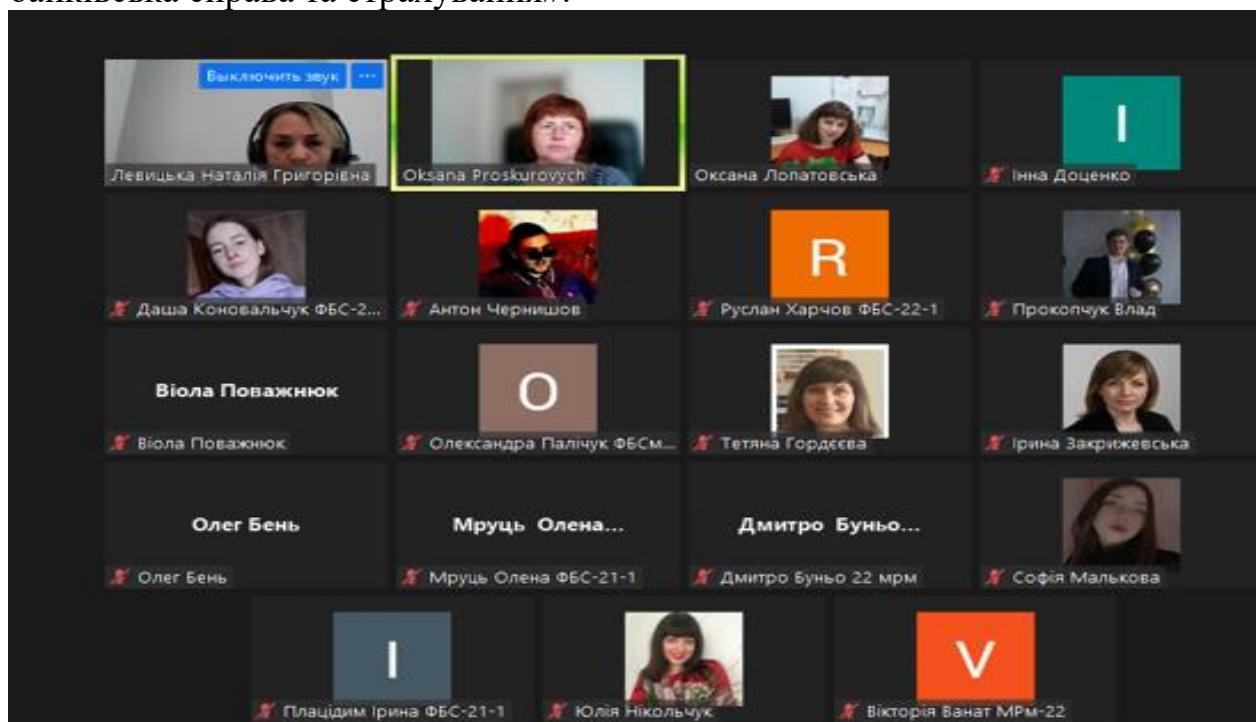 банківська справа та страхування».
Выключить звук ...
Левицька Наталія Григорівна
Oksana Proskurovych
Оксана Лопатовська
I
Інна Доценко
Даша Коновальчук ФБС-2...
Антон Чернишов
R
Руслан Харчов ФБС-22-1
Прокопчук Влад
Віола Поважнюк
Віола Поважнюк
O
Олександра Палічук ФБСм...
Тетяна Гордєєва
Ірина Закрижевська
Олег Бень
Олег Бень
Мруць Олена...
Мруць Олена ФБС-21-1
Дмитро Буньо...
Дмитро Буньо 22 мрм
Софія Малькова
I
Плацідим Ірина ФБС-21-1
Юлія Нікольчук
V
Вікторія Ванат МРм-22